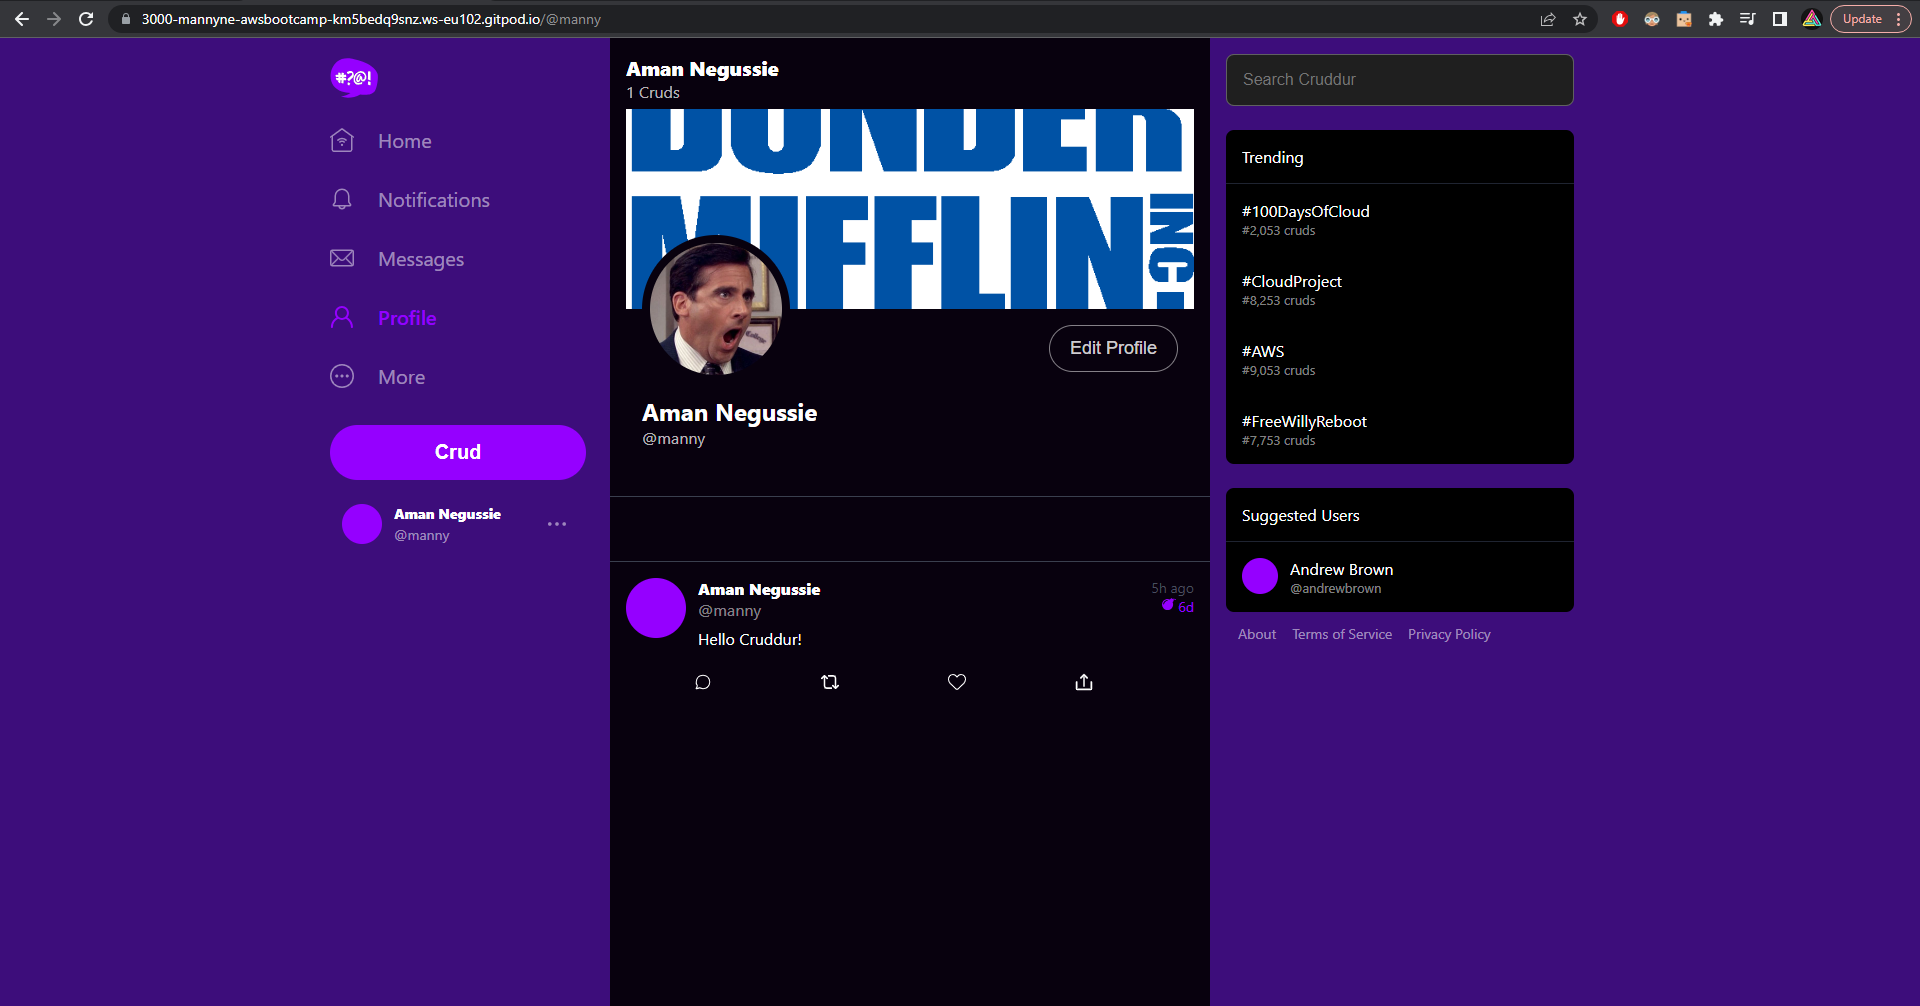 3000-mannyne-awsbootcamp-km5bedq9snz.ws-eu102.gitpod.io/@manny
Update
#?@!
Home
Notifications
Messages
Profile
More
Crud
Aman Negussie
@manny
Aman Negussie
1 Cruds
DUNDER
MIFFLIN INC.
Edit Profile
Aman Negussie
@manny
Aman Negussie
5h ago
@manny
6d
Hello Cruddur!
Search Cruddur
Trending
#100DaysOfCloud
#2,053 cruds
#CloudProject
#8,253 cruds
#AWS
#9,053 cruds
#FreeWillyReboot
#7,753 cruds
Suggested Users
Andrew Brown
@andrewbrown
About Terms of Service Privacy Policy